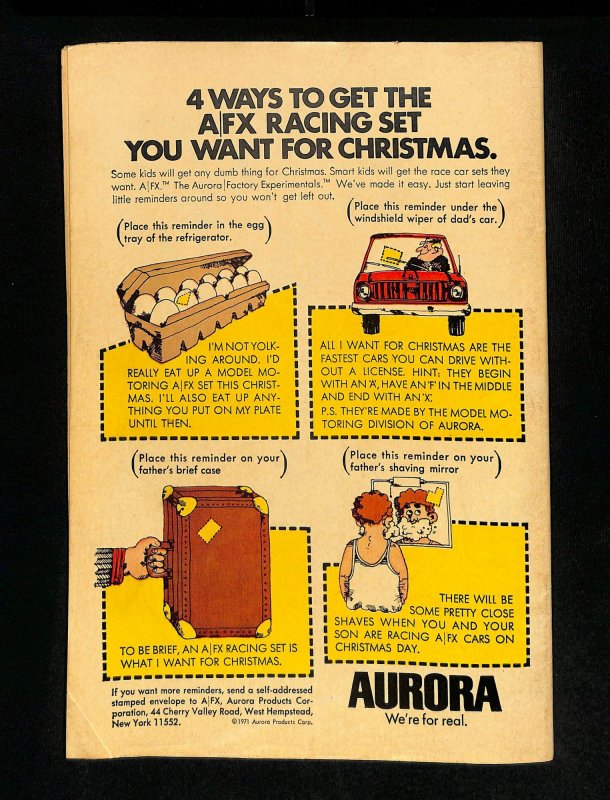 4 WAYS TO GET THE
A|FX RACING SET
YOU WANT FOR CHRISTMAS.
Some kids will get any dumb thing for Christmas. Smart kids will get the race car sets they
want. A|FX.™ The Aurora|Factory Experimentals.™ We've made it easy. Just start leaving
little reminders around so you won't get left out.
(Place this reminder in the egg
tray of the refrigerator.)
I'M NOT YOLK-
ING AROUND. I'D
REALLY EAT UP A MODEL MO-
TORING A|FX SET THIS CHRIST-
MAS. I'LL ALSO EAT UP ANY-
THING YOU PUT ON MY PLATE
UNTIL THEN.
(Place this reminder under the
windshield wiper of dad's car.)
ALL I WANT FOR CHRISTMAS ARE THE
FASTEST CARS YOU CAN DRIVE WITH-
OUT A LICENSE. HINT: THEY BEGIN
WITH AN 'A', HAVE AN 'F' IN THE MIDDLE
AND END WITH AN 'X'.
P.S. THEY'RE MADE BY THE MODEL MO-
TORING DIVISION OF AURORA.
(Place this reminder on your
father's brief case)
TO BE BRIEF, AN A|FX RACING SET IS
WHAT I WANT FOR CHRISTMAS.
(Place this reminder on your
father's shaving mirror)
THERE WILL BE
SOME PRETTY CLOSE
SHAVES WHEN YOU AND YOUR
SON ARE RACING A|FX CARS ON
CHRISTMAS DAY.
If you want more reminders, send a self-addressed
stamped envelope to A|FX, Aurora Products Cor-
poration, 44 Cherry Valley Road, West Hempstead,
New York 11552. ©1971 Aurora Products Corp.
AURORA
We're for real.